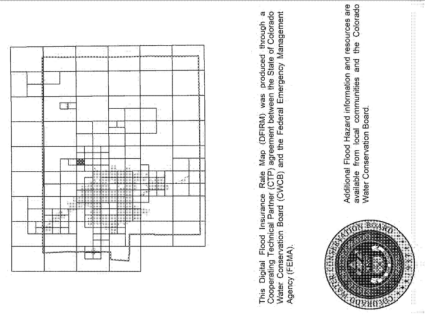 This Digital Flood Insurance Rate Map (DFIRM) was produced through a
Cooperating Technical Partner (CTP) agreement between the State of Colorado
Water Conservation Board (CWCB) and the Federal Emergency Management
Agency (FEMA).
Additional Flood Hazard information and resources are
available from local communities and the Colorado
Water Conservation Board.
COLORADO WATER CONSERVATION BOARD